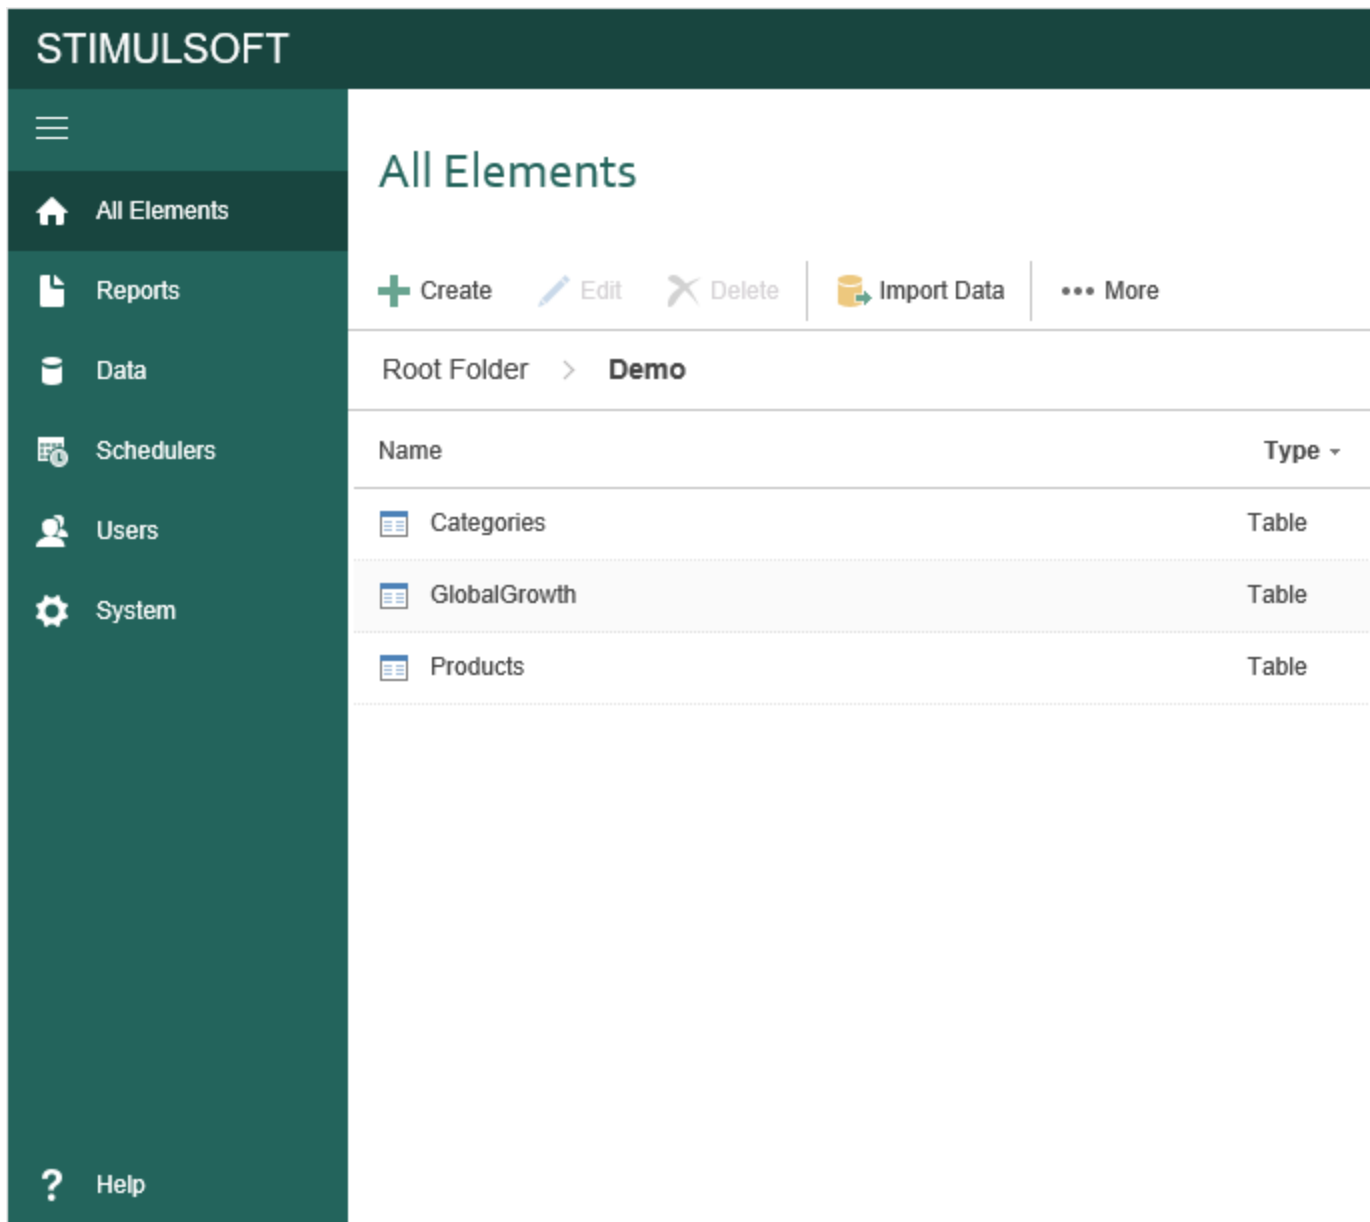 STIMULSOFT
All Elements
Reports
Data
Schedulers
Users
System
? Help
All Elements
Create Edit Delete Import Data ••• More
Root Folder > Demo
Name Type
Categories Table
GlobalGrowth Table
Products Table